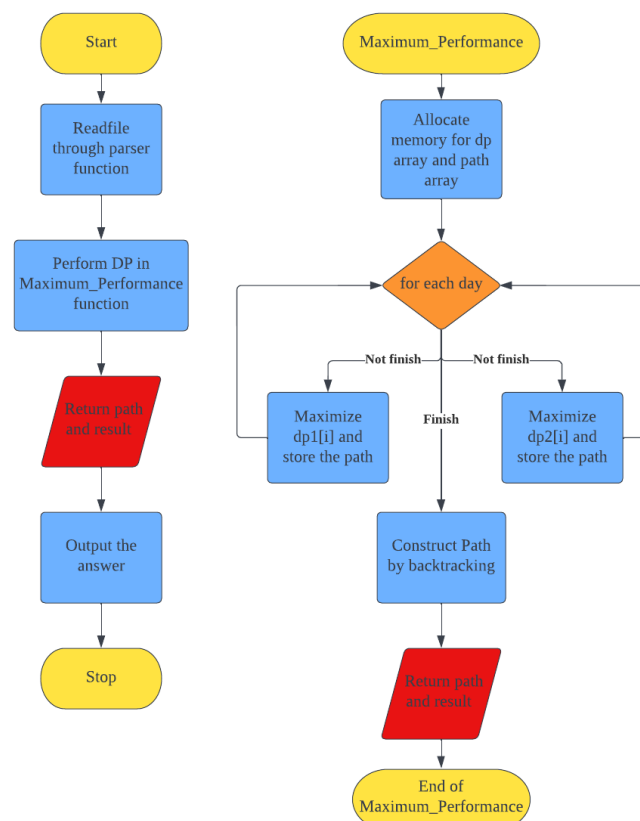 Start
Readfile
through parser
function
Perform DP in
Maximum_Performance
function
Return path
and result
Output the
answer
Stop
Maximum_Performance
Allocate
memory for dp
array and path
array
for each day
Not finish
Not finish
Maximize
dp1[i] and
store the path
Finish
Maximize
dp2[i] and
store the path
Construct Path
by backtracking
Return path
and result
End of
Maximum_Performance